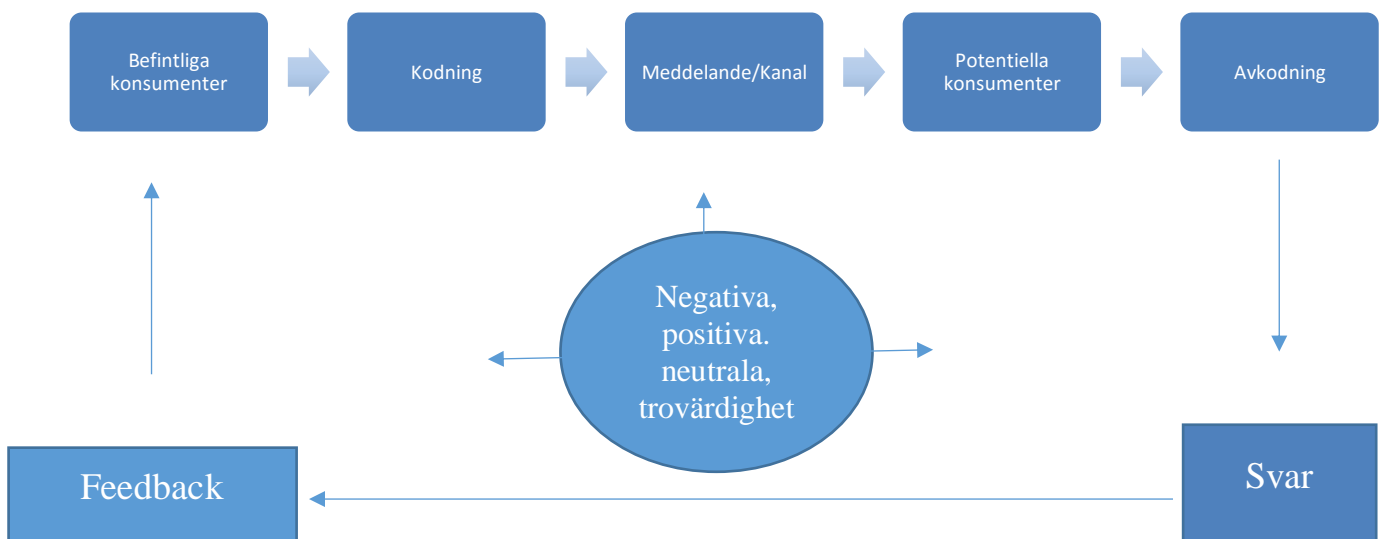 Befintliga
konsumenter
Kodning
Meddelande/Kanal
Potentiella
konsumenter
Avkodning
Negativa,
positiva.
neutrala,
trovärdighet
Feedback
Svar